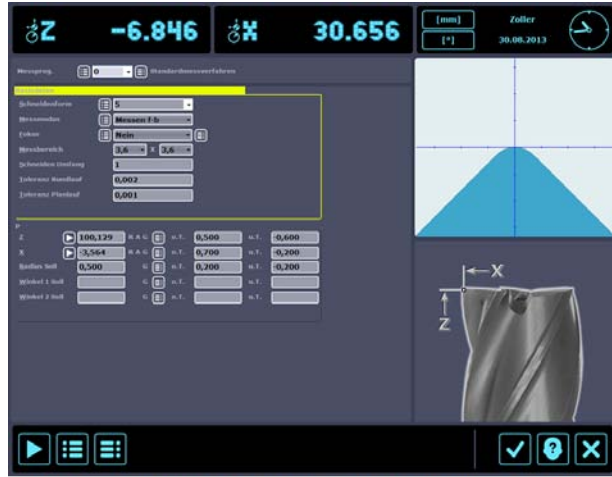 Z -6.846 X 30.656 [mm] Zoller
[°] 30.08.2013
Messprog. 0 Standardmessverfahren
Schneidenform 5
Messmodus Messen f-b
Fokus Nein
Messbereich 3,6 X 3,6
Schneiden Umfang 1
Toleranz Rundlauf 0,002
Toleranz Planlauf 0,001
P
Z 100,129 R A G o.T. 0,500 u.T. -0,600
X -3,564 R A G o.T. 0,700 u.T. -0,200
Radius Soll 0,500 G o.T. 0,200 u.T. -0,200
Winkel 1 Soll G o.T. u.T.
Winkel 2 Soll G o.T. u.T.
X
Z